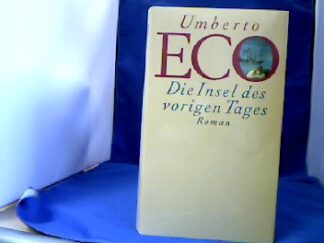 Umberto
ECO
Die Insel des
vorigen Tages
Roman